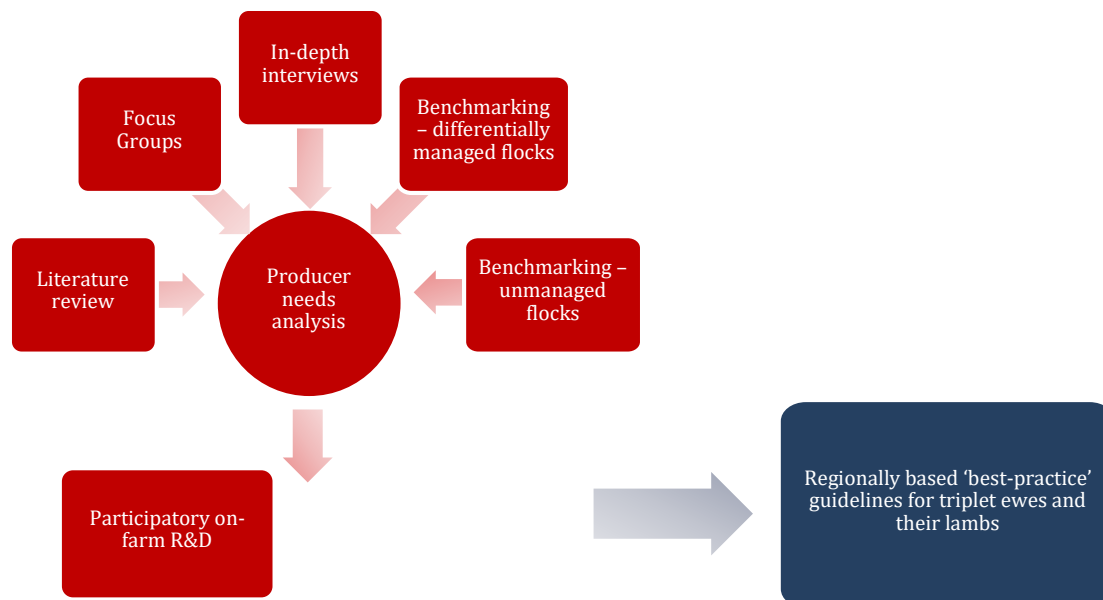 In-depth
interviews
Focus
Groups
Benchmarking
– differentially
managed flocks
Literature
review
Producer
needs
analysis
Benchmarking –
unmanaged
flocks
Participatory on-
farm R&D
Regionally based ‘best-practice’
guidelines for triplet ewes and
their lambs